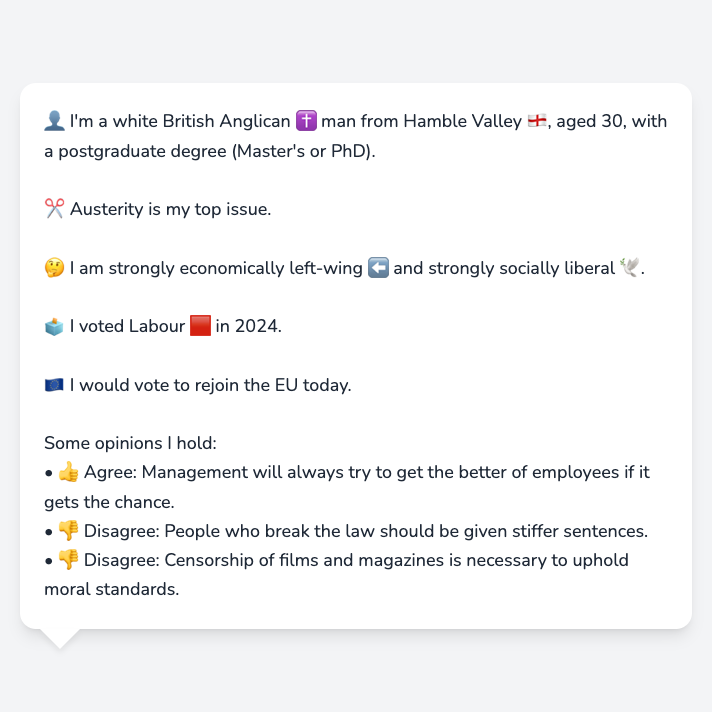 👤 I'm a white British Anglican ✝️ man from Hamble Valley 🏴󠁧󠁢󠁥󠁮󠁧󠁿, aged 30, with
a postgraduate degree (Master's or PhD).
✂️ Austerity is my top issue.
🤔 I am strongly economically left-wing ⬅️ and strongly socially liberal 🕊️.
🗳️ I voted Labour 🟥 in 2024.
🇪🇺 I would vote to rejoin the EU today.
Some opinions I hold:
• 👍 Agree: Management will always try to get the better of employees if it
gets the chance.
• 👎 Disagree: People who break the law should be given stiffer sentences.
• 👎 Disagree: Censorship of films and magazines is necessary to uphold
moral standards.